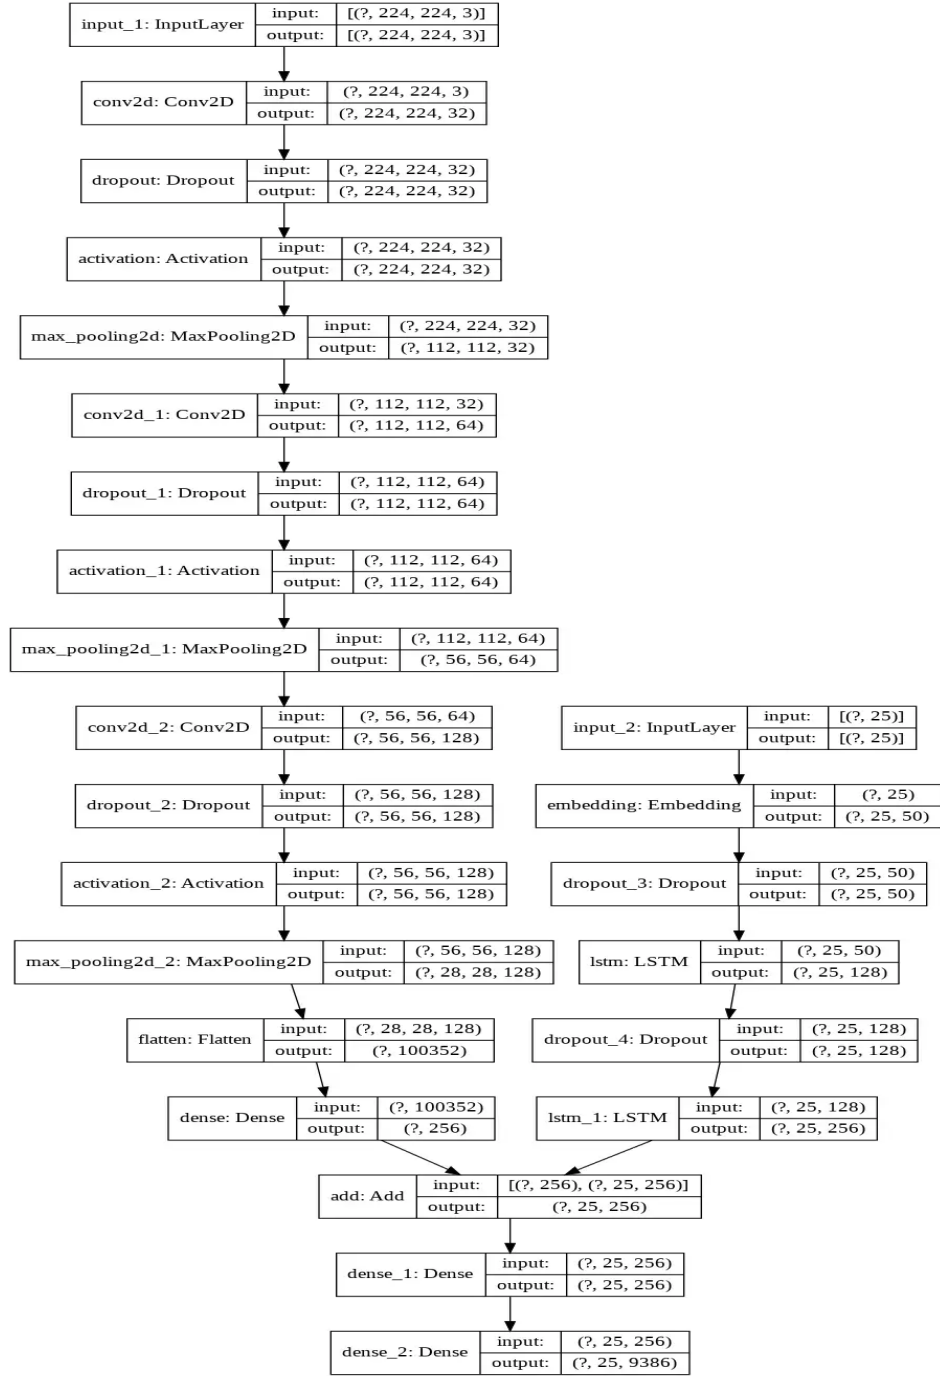 input_1: InputLayer
input: [(?, 224, 224, 3)]
output: [(?, 224, 224, 3)]
conv2d: Conv2D
input: (?, 224, 224, 3)
output: (?, 224, 224, 32)
dropout: Dropout
input: (?, 224, 224, 32)
output: (?, 224, 224, 32)
activation: Activation
input: (?, 224, 224, 32)
output: (?, 224, 224, 32)
max_pooling2d: MaxPooling2D
input: (?, 224, 224, 32)
output: (?, 112, 112, 32)
conv2d_1: Conv2D
input: (?, 112, 112, 32)
output: (?, 112, 112, 64)
dropout_1: Dropout
input: (?, 112, 112, 64)
output: (?, 112, 112, 64)
activation_1: Activation
input: (?, 112, 112, 64)
output: (?, 112, 112, 64)
max_pooling2d_1: MaxPooling2D
input: (?, 112, 112, 64)
output: (?, 56, 56, 64)
conv2d_2: Conv2D
input: (?, 56, 56, 64)
output: (?, 56, 56, 128)
input_2: InputLayer
input: [(?, 25)]
output: [(?, 25)]
dropout_2: Dropout
input: (?, 56, 56, 128)
output: (?, 56, 56, 128)
embedding: Embedding
input: (?, 25)
output: (?, 25, 50)
activation_2: Activation
input: (?, 56, 56, 128)
output: (?, 56, 56, 128)
dropout_3: Dropout
input: (?, 25, 50)
output: (?, 25, 50)
max_pooling2d_2: MaxPooling2D
input: (?, 56, 56, 128)
output: (?, 28, 28, 128)
lstm: LSTM
input: (?, 25, 50)
output: (?, 25, 128)
flatten: Flatten
input: (?, 28, 28, 128)
output: (?, 100352)
dropout_4: Dropout
input: (?, 25, 128)
output: (?, 25, 128)
dense: Dense
input: (?, 100352)
output: (?, 256)
lstm_1: LSTM
input: (?, 25, 128)
output: (?, 25, 256)
add: Add
input: [(?, 256), (?, 25, 256)]
output: (?, 25, 256)
dense_1: Dense
input: (?, 25, 256)
output: (?, 25, 256)
dense_2: Dense
input: (?, 25, 256)
output: (?, 25, 9386)